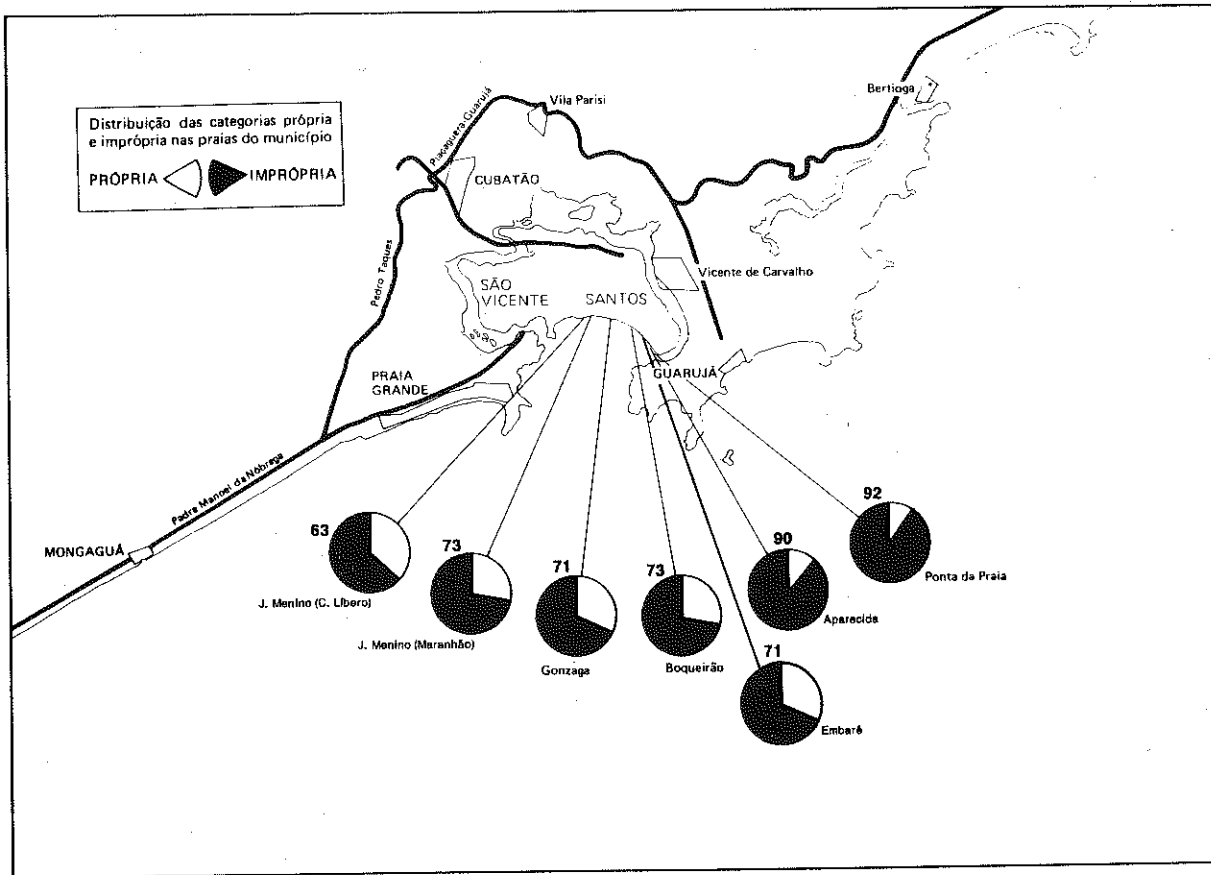 Distribuição das categorias própria
e imprópria nas praias do município
PRÓPRIA
IMPRÓPRIA
Piaçaguera-Guarujá
Vila Parisi
Bertioga
CUBATÃO
Pedro Taques
Vicente de Carvalho
SÃO
VICENTE
SANTOS
PRAIA
GRANDE
GUARUJÁ
Padre Manoel da Nóbrega
MONGAGUÁ
63
J. Menino (C. Líbero)
73
J. Menino (Maranhão)
71
Gonzaga
73
Boqueirão
90
Aparecida
92
Ponta da Praia
71
Embaré